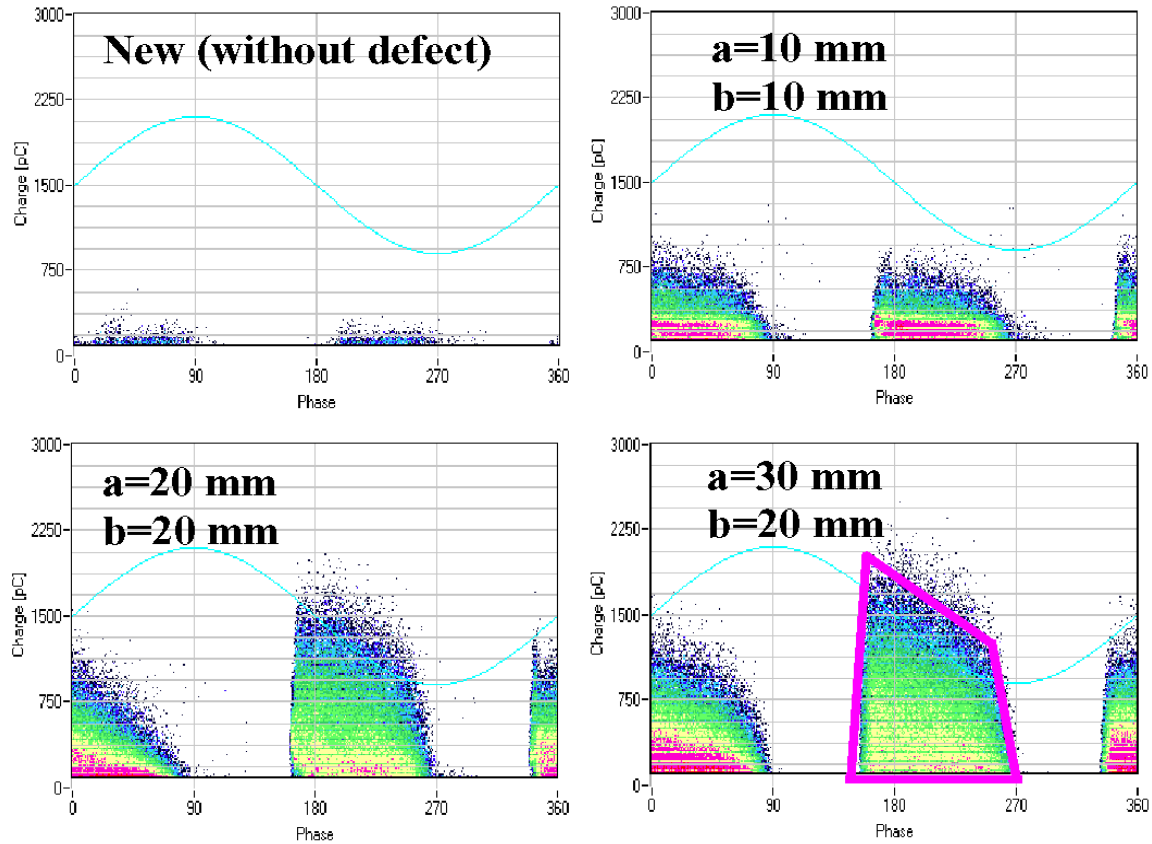 3000
2250
1500
750
0
Charge [pC]
New (without defect)
0 90 180 270 360
Phase
3000
2250
1500
750
0
Charge [pC]
a=10 mm
b=10 mm
0 90 180 270 360
Phase
3000
2250
1500
750
0
Charge [pC]
a=20 mm
b=20 mm
0 90 180 270 360
Phase
3000
2250
1500
750
0
Charge [pC]
a=30 mm
b=20 mm
0 90 180 270 360
Phase